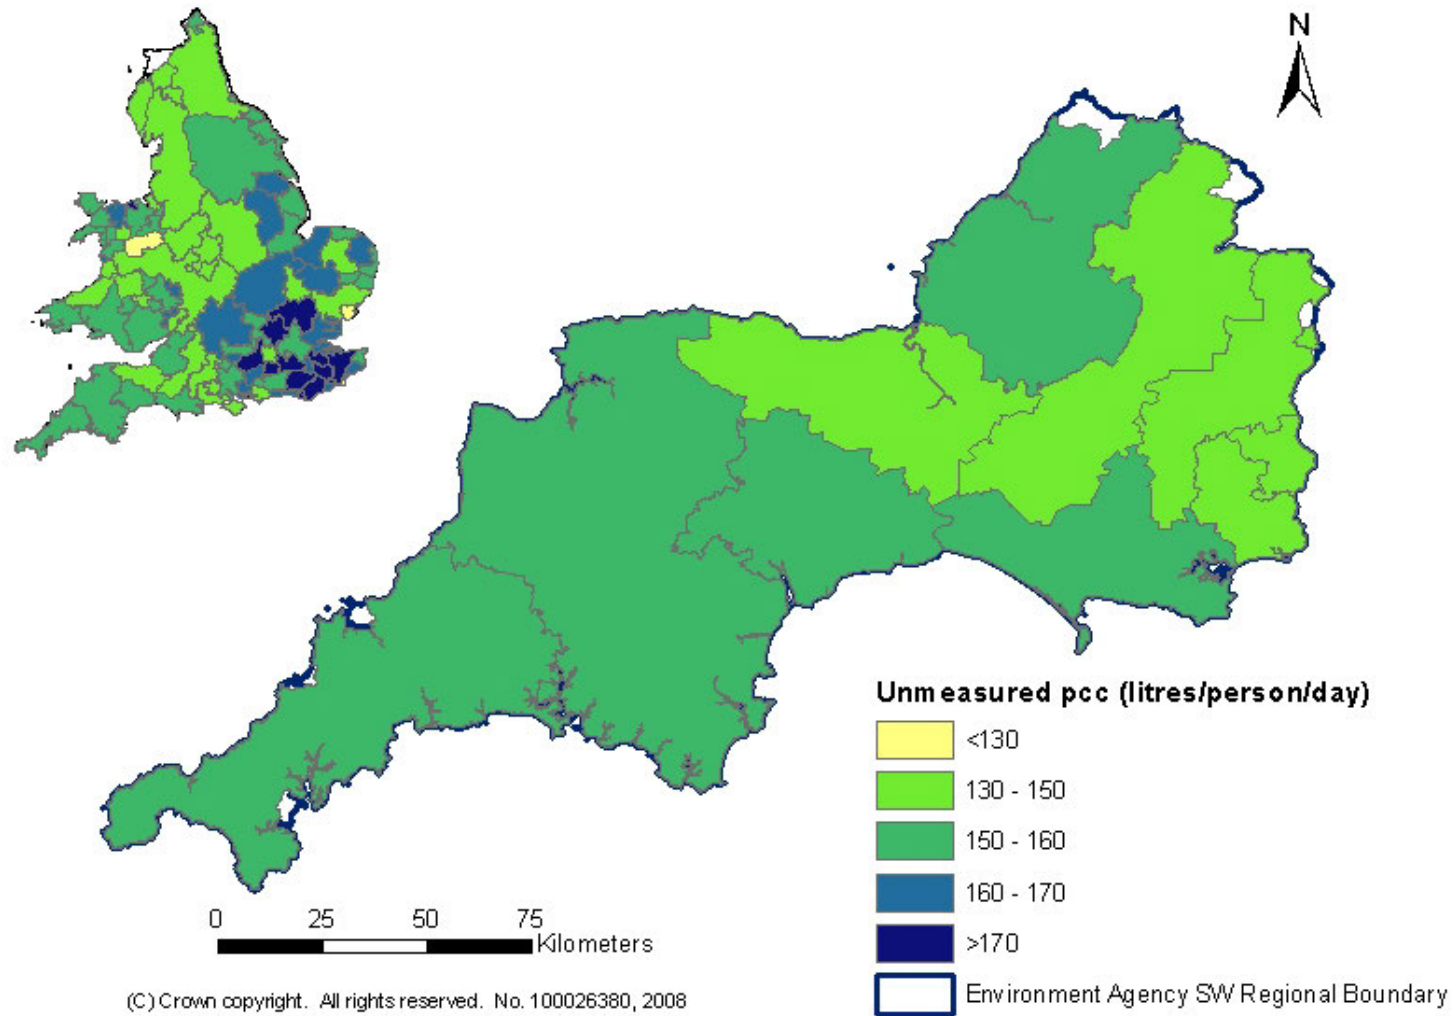 N
Unmeasured pcc (litres/person/day)
<130
130 - 150
150 - 160
160 - 170
>170
Environment Agency SW Regional Boundary
0 25 50 75
Kilometers
(C) Crown copyright. All rights reserved. No. 100026380, 2008